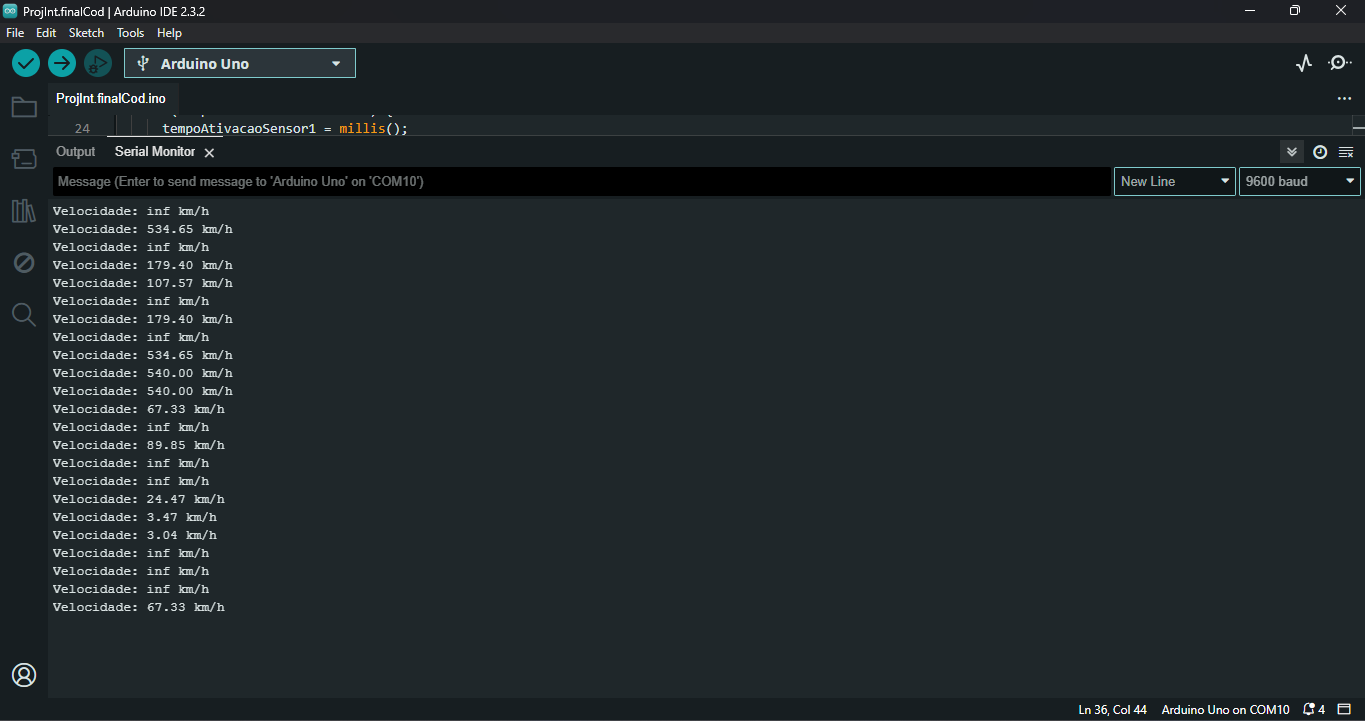 ProjInt.finalCod | Arduino IDE 2.3.2
File Edit Sketch Tools Help
Arduino Uno
ProjInt.finalCod.ino
24 tempoAtivacaoSensor1 = millis();
Output Serial Monitor
Message (Enter to send message to 'Arduino Uno' on 'COM10') New Line 9600 baud
Velocidade: inf km/h
Velocidade: 534.65 km/h
Velocidade: inf km/h
Velocidade: 179.40 km/h
Velocidade: 107.57 km/h
Velocidade: inf km/h
Velocidade: 179.40 km/h
Velocidade: inf km/h
Velocidade: 534.65 km/h
Velocidade: 540.00 km/h
Velocidade: 540.00 km/h
Velocidade: 67.33 km/h
Velocidade: inf km/h
Velocidade: 89.85 km/h
Velocidade: inf km/h
Velocidade: inf km/h
Velocidade: 24.47 km/h
Velocidade: 3.47 km/h
Velocidade: 3.04 km/h
Velocidade: inf km/h
Velocidade: inf km/h
Velocidade: inf km/h
Velocidade: 67.33 km/h
Ln 36, Col 44 Arduino Uno on COM10 4